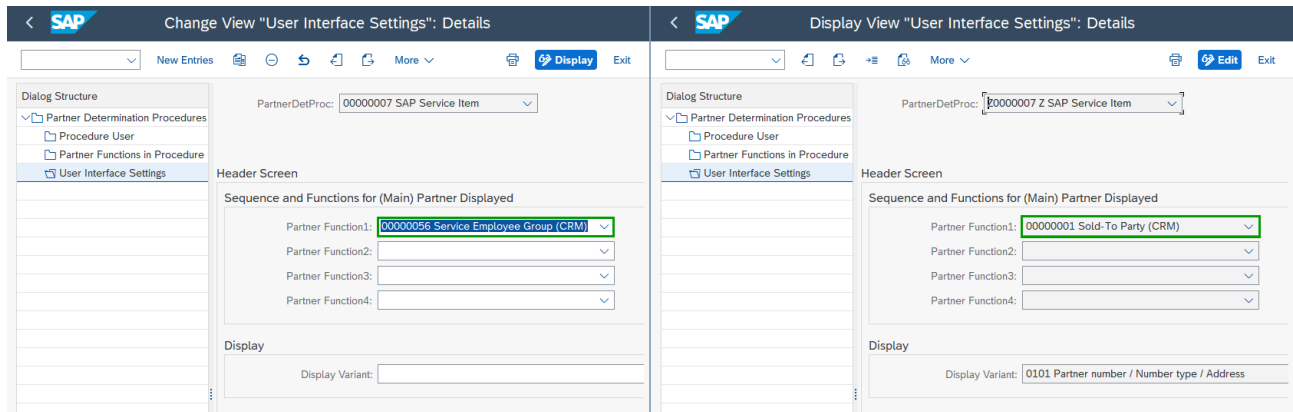 SAP Change View "User Interface Settings": Details
New Entries More Display Exit
Dialog Structure
Partner Determination Procedures
Procedure User
Partner Functions in Procedure
User Interface Settings
PartnerDetProc: 00000007 SAP Service Item
Header Screen
Sequence and Functions for (Main) Partner Displayed
Partner Function1: 00000056 Service Employee Group (CRM)
Partner Function2:
Partner Function3:
Partner Function4:
Display
Display Variant:
SAP Display View "User Interface Settings": Details
More Edit Exit
Dialog Structure
Partner Determination Procedures
Procedure User
Partner Functions in Procedure
User Interface Settings
PartnerDetProc: Z0000007 Z SAP Service Item
Header Screen
Sequence and Functions for (Main) Partner Displayed
Partner Function1: 00000001 Sold-To Party (CRM)
Partner Function2:
Partner Function3:
Partner Function4:
Display
Display Variant: 0101 Partner number / Number type / Address